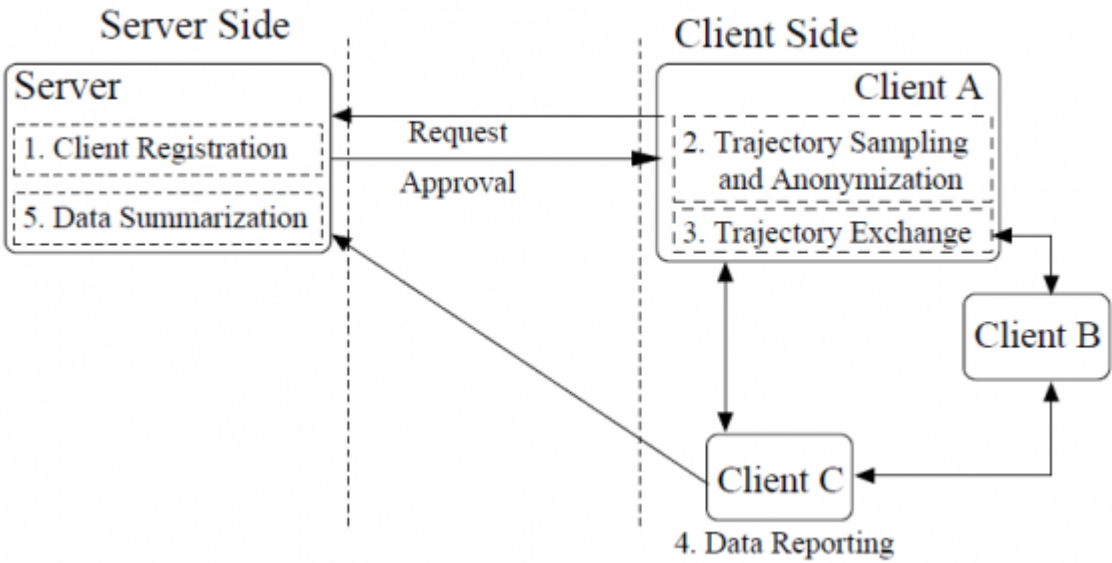 Server Side
Client Side
Server
1. Client Registration
5. Data Summarization
Request
Approval
Client A
2. Trajectory Sampling
and Anonymization
3. Trajectory Exchange
Client B
Client C
4. Data Reporting